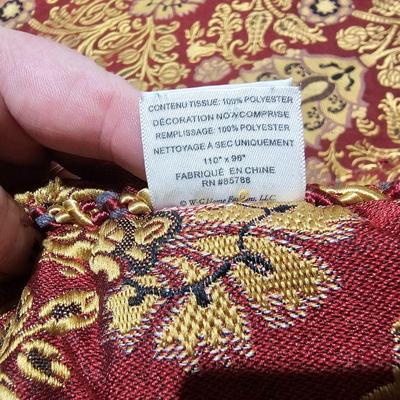 CONTENU TISSUE: 100% POLYESTER
DÉCORATION NON COMPRISE
REMPLISSAGE: 100% POLYESTER
NETTOYAGE À SEC UNIQUEMENT
110" x 96"
FABRIQUÉ EN CHINE
RN #85788
LLC